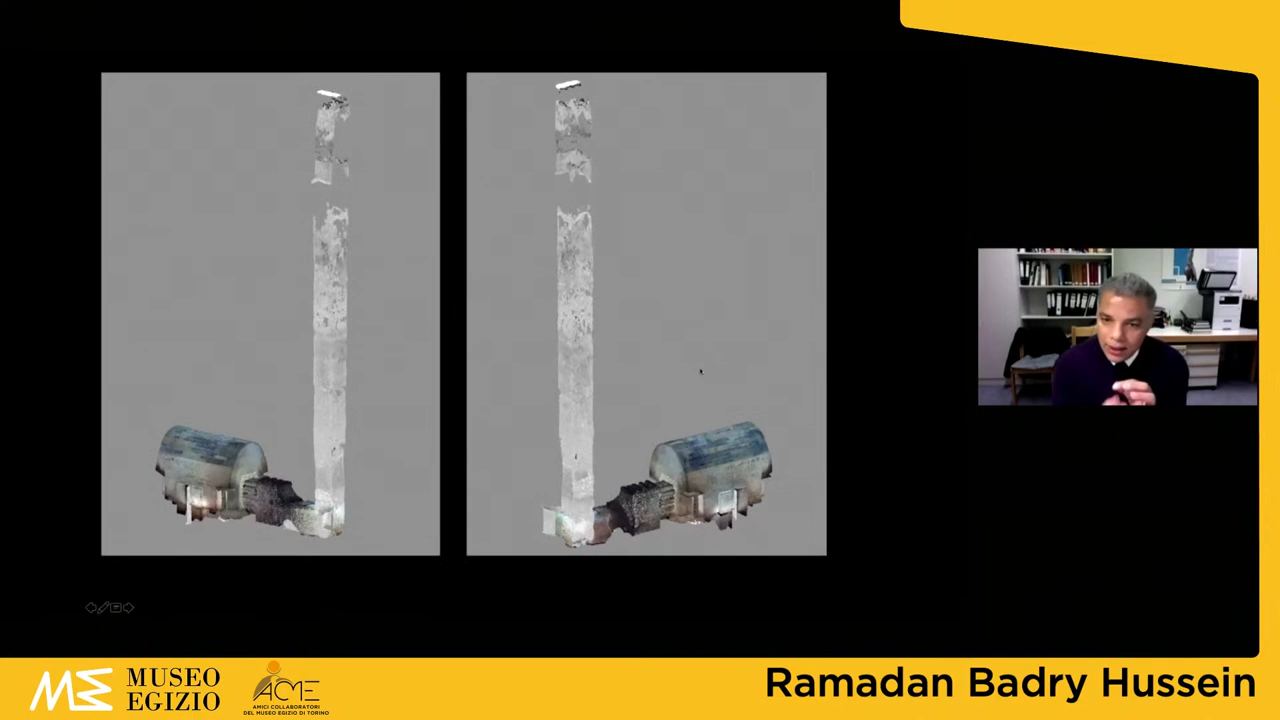 MUSEO
EGIZIO
ACME
AMICI COLLABORATORI
DEL MUSEO EGIZIO DI TORINO
Ramadan Badry Hussein